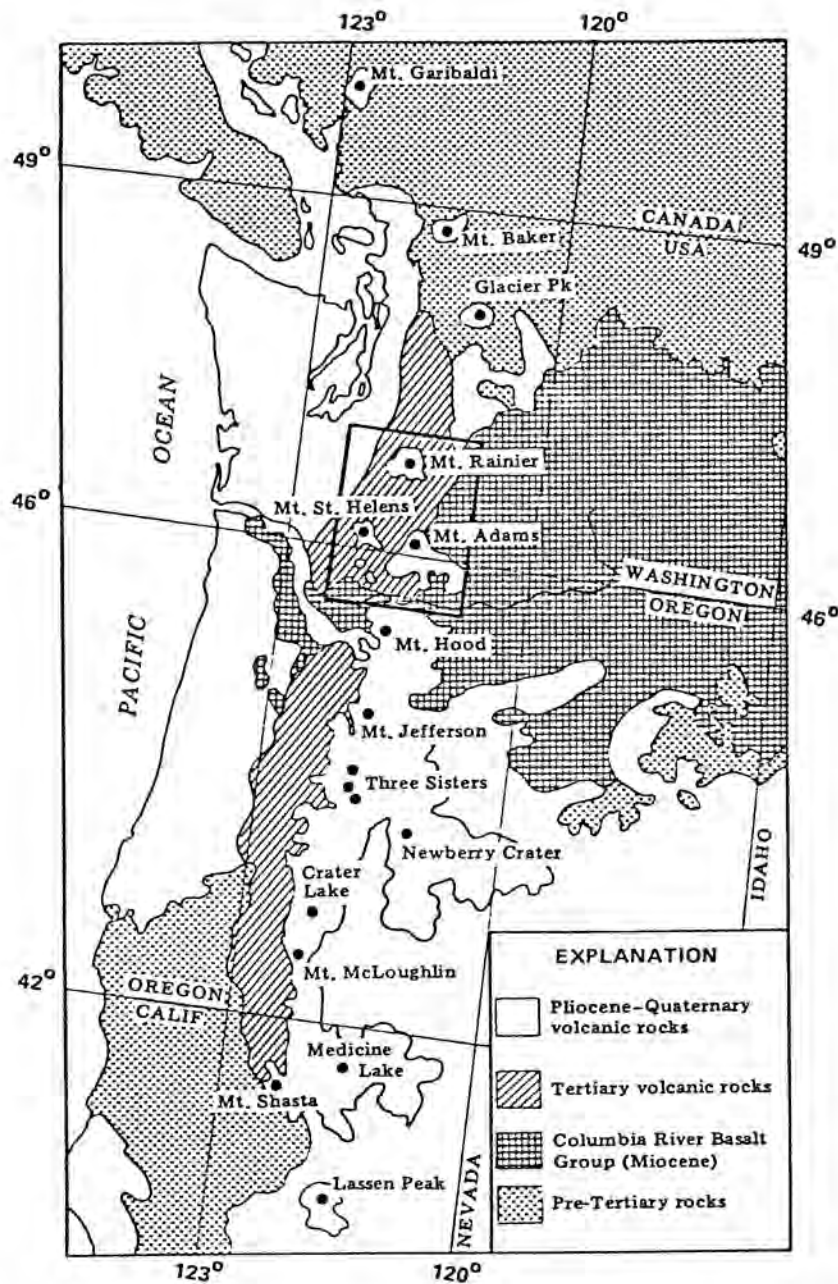 123°
120°
Mt. Garibaldi
49°
CANADA
USA
49°
Mt. Baker
Glacier Pk
PACIFIC OCEAN
Mt. Rainier
46°
Mt. St. Helens
Mt. Adams
WASHINGTON
OREGON
46°
Mt. Hood
Mt. Jefferson
Three Sisters
Newberry Crater
IDAHO
Crater
Lake
Mt. McLoughlin
42°
OREGON
CALIF
Medicine
Lake
Mt. Shasta
Lassen Peak
NEVADA
EXPLANATION
Pliocene-Quaternary
volcanic rocks
Tertiary volcanic rocks
Columbia River Basalt
Group (Miocene)
Pre-Tertiary rocks
123°
120°